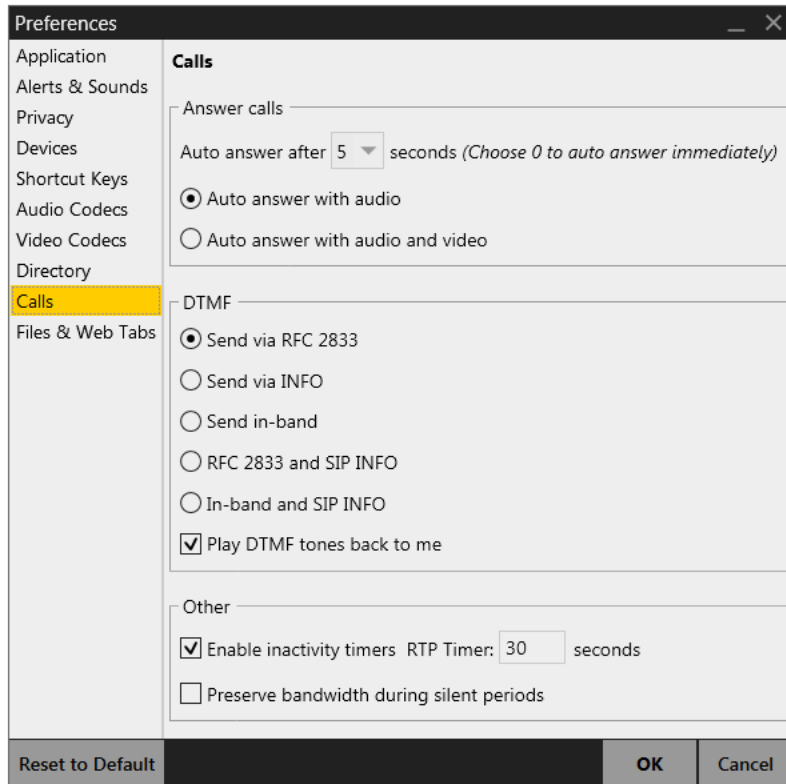 Preferences
Application
Alerts & Sounds
Privacy
Devices
Shortcut Keys
Audio Codecs
Video Codecs
Directory
Calls
Files & Web Tabs
Calls
Answer calls
Auto answer after 5 seconds (Choose 0 to auto answer immediately)
Auto answer with audio
Auto answer with audio and video
DTMF
Send via RFC 2833
Send via INFO
Send in-band
RFC 2833 and SIP INFO
In-band and SIP INFO
Play DTMF tones back to me
Other
Enable inactivity timers RTP Timer: 30 seconds
Preserve bandwidth during silent periods
Reset to Default OK Cancel